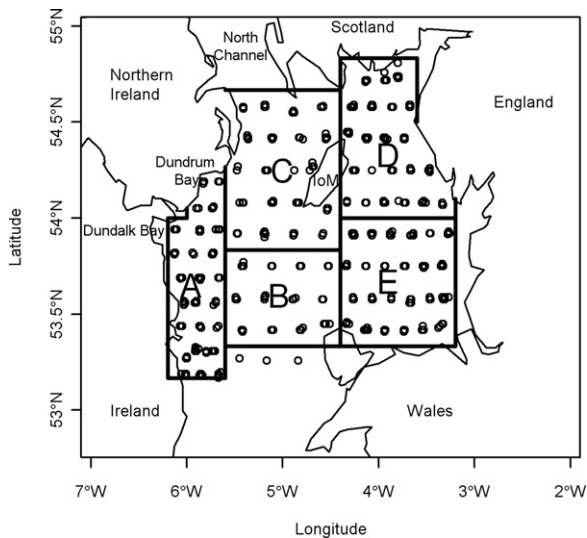 55°N
Scotland
North
Channel
Northern
Ireland
England
54.5°N
Dundrum
Bay
C
D
IoM
54°N
Dundalk Bay
Latitude
A
B
E
53.5°N
53°N
Ireland
Wales
7°W
6°W
5°W
4°W
3°W
2°W
Longitude